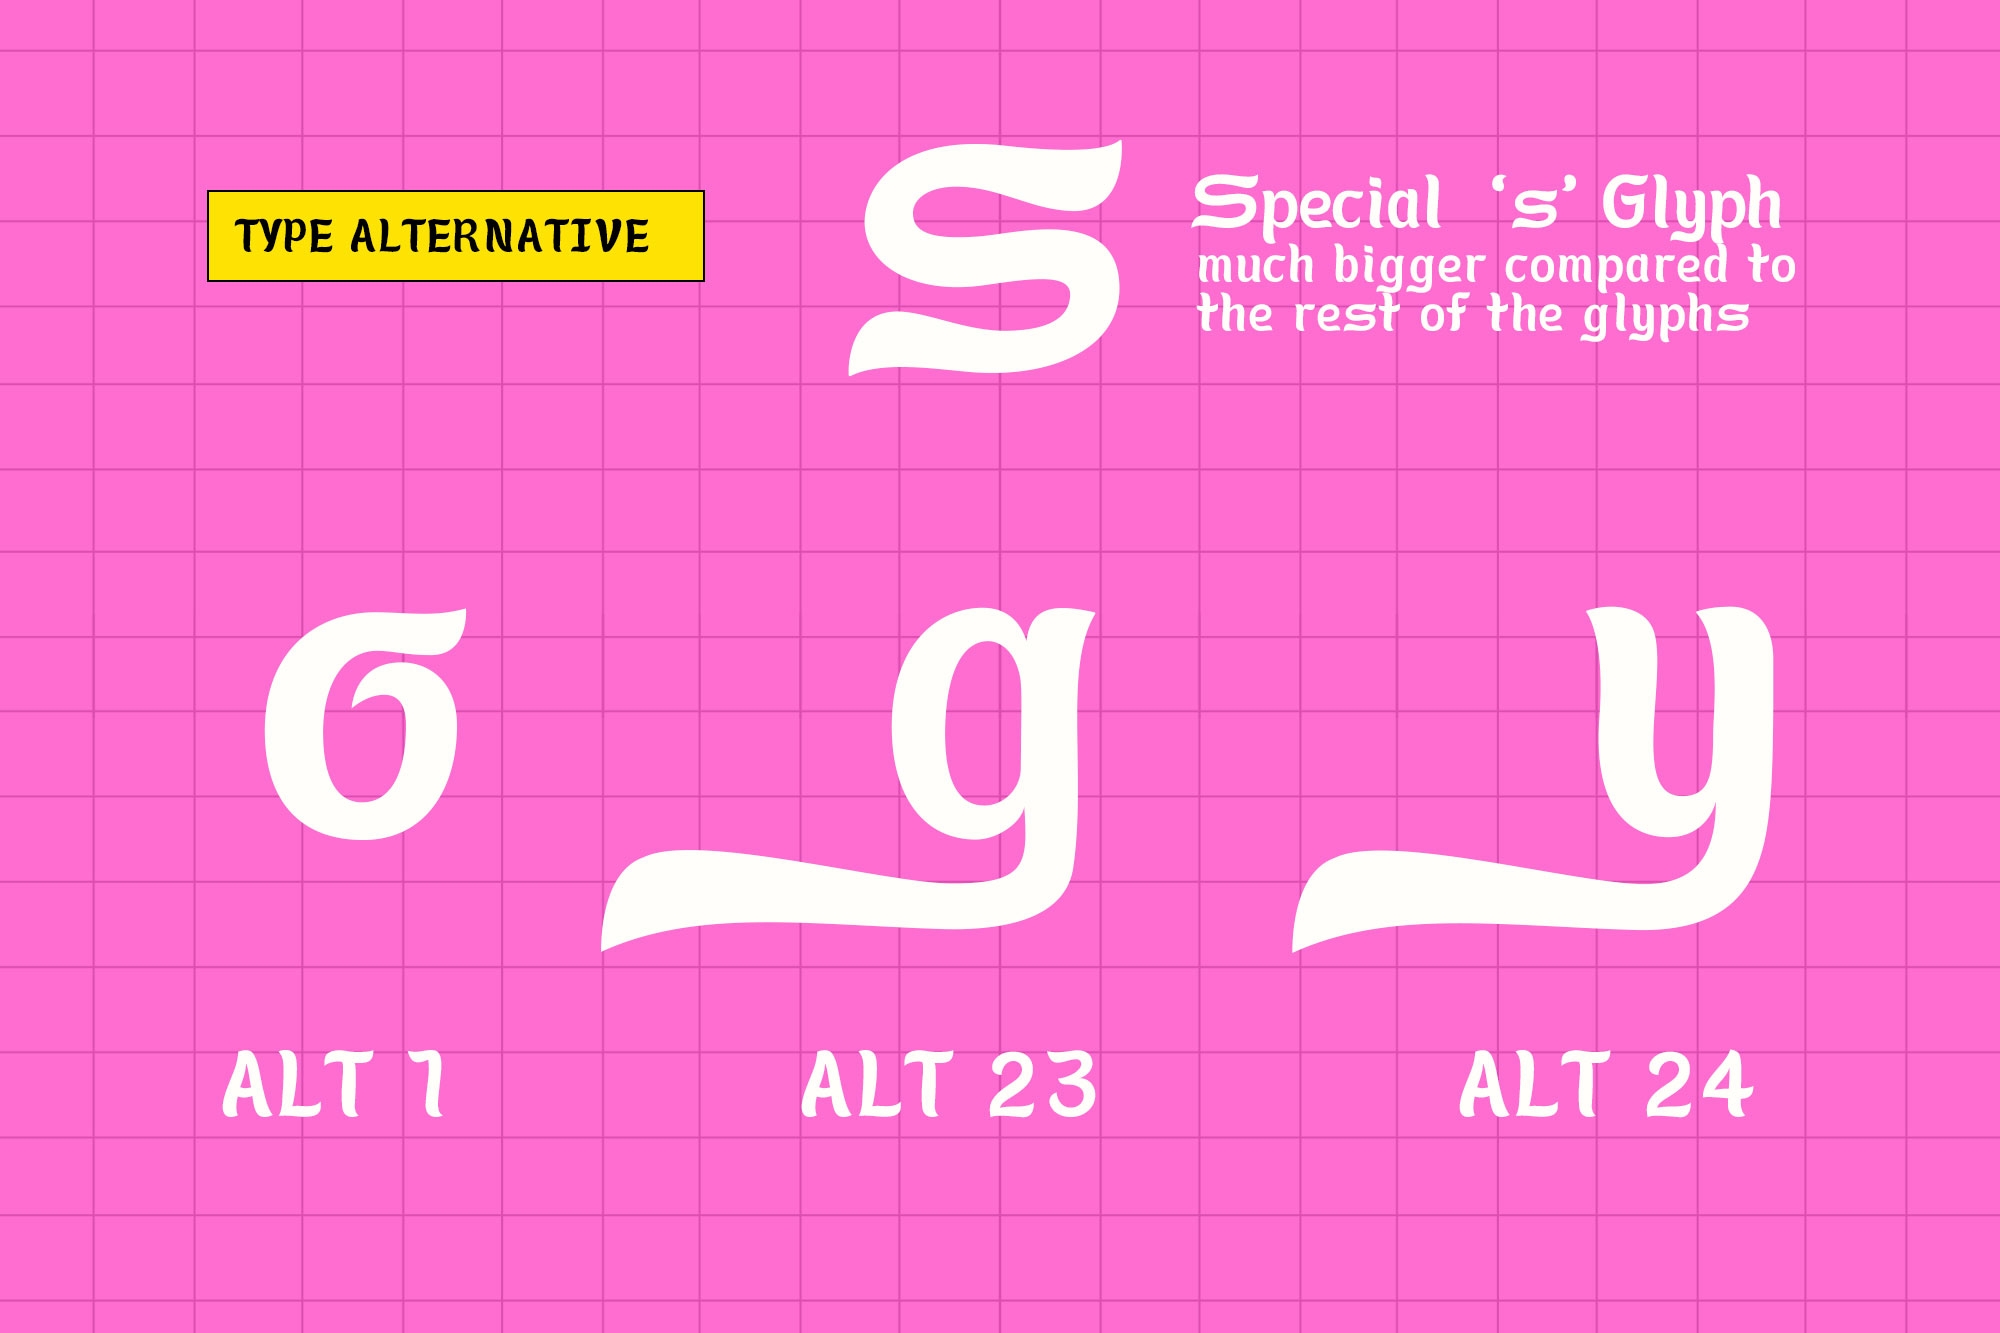 TYPE ALTERNATIVE
S
Special ‘s’ Glyph
much bigger compared to
the rest of the glyphs
σ g y
ALT 1 ALT 23 ALT 24